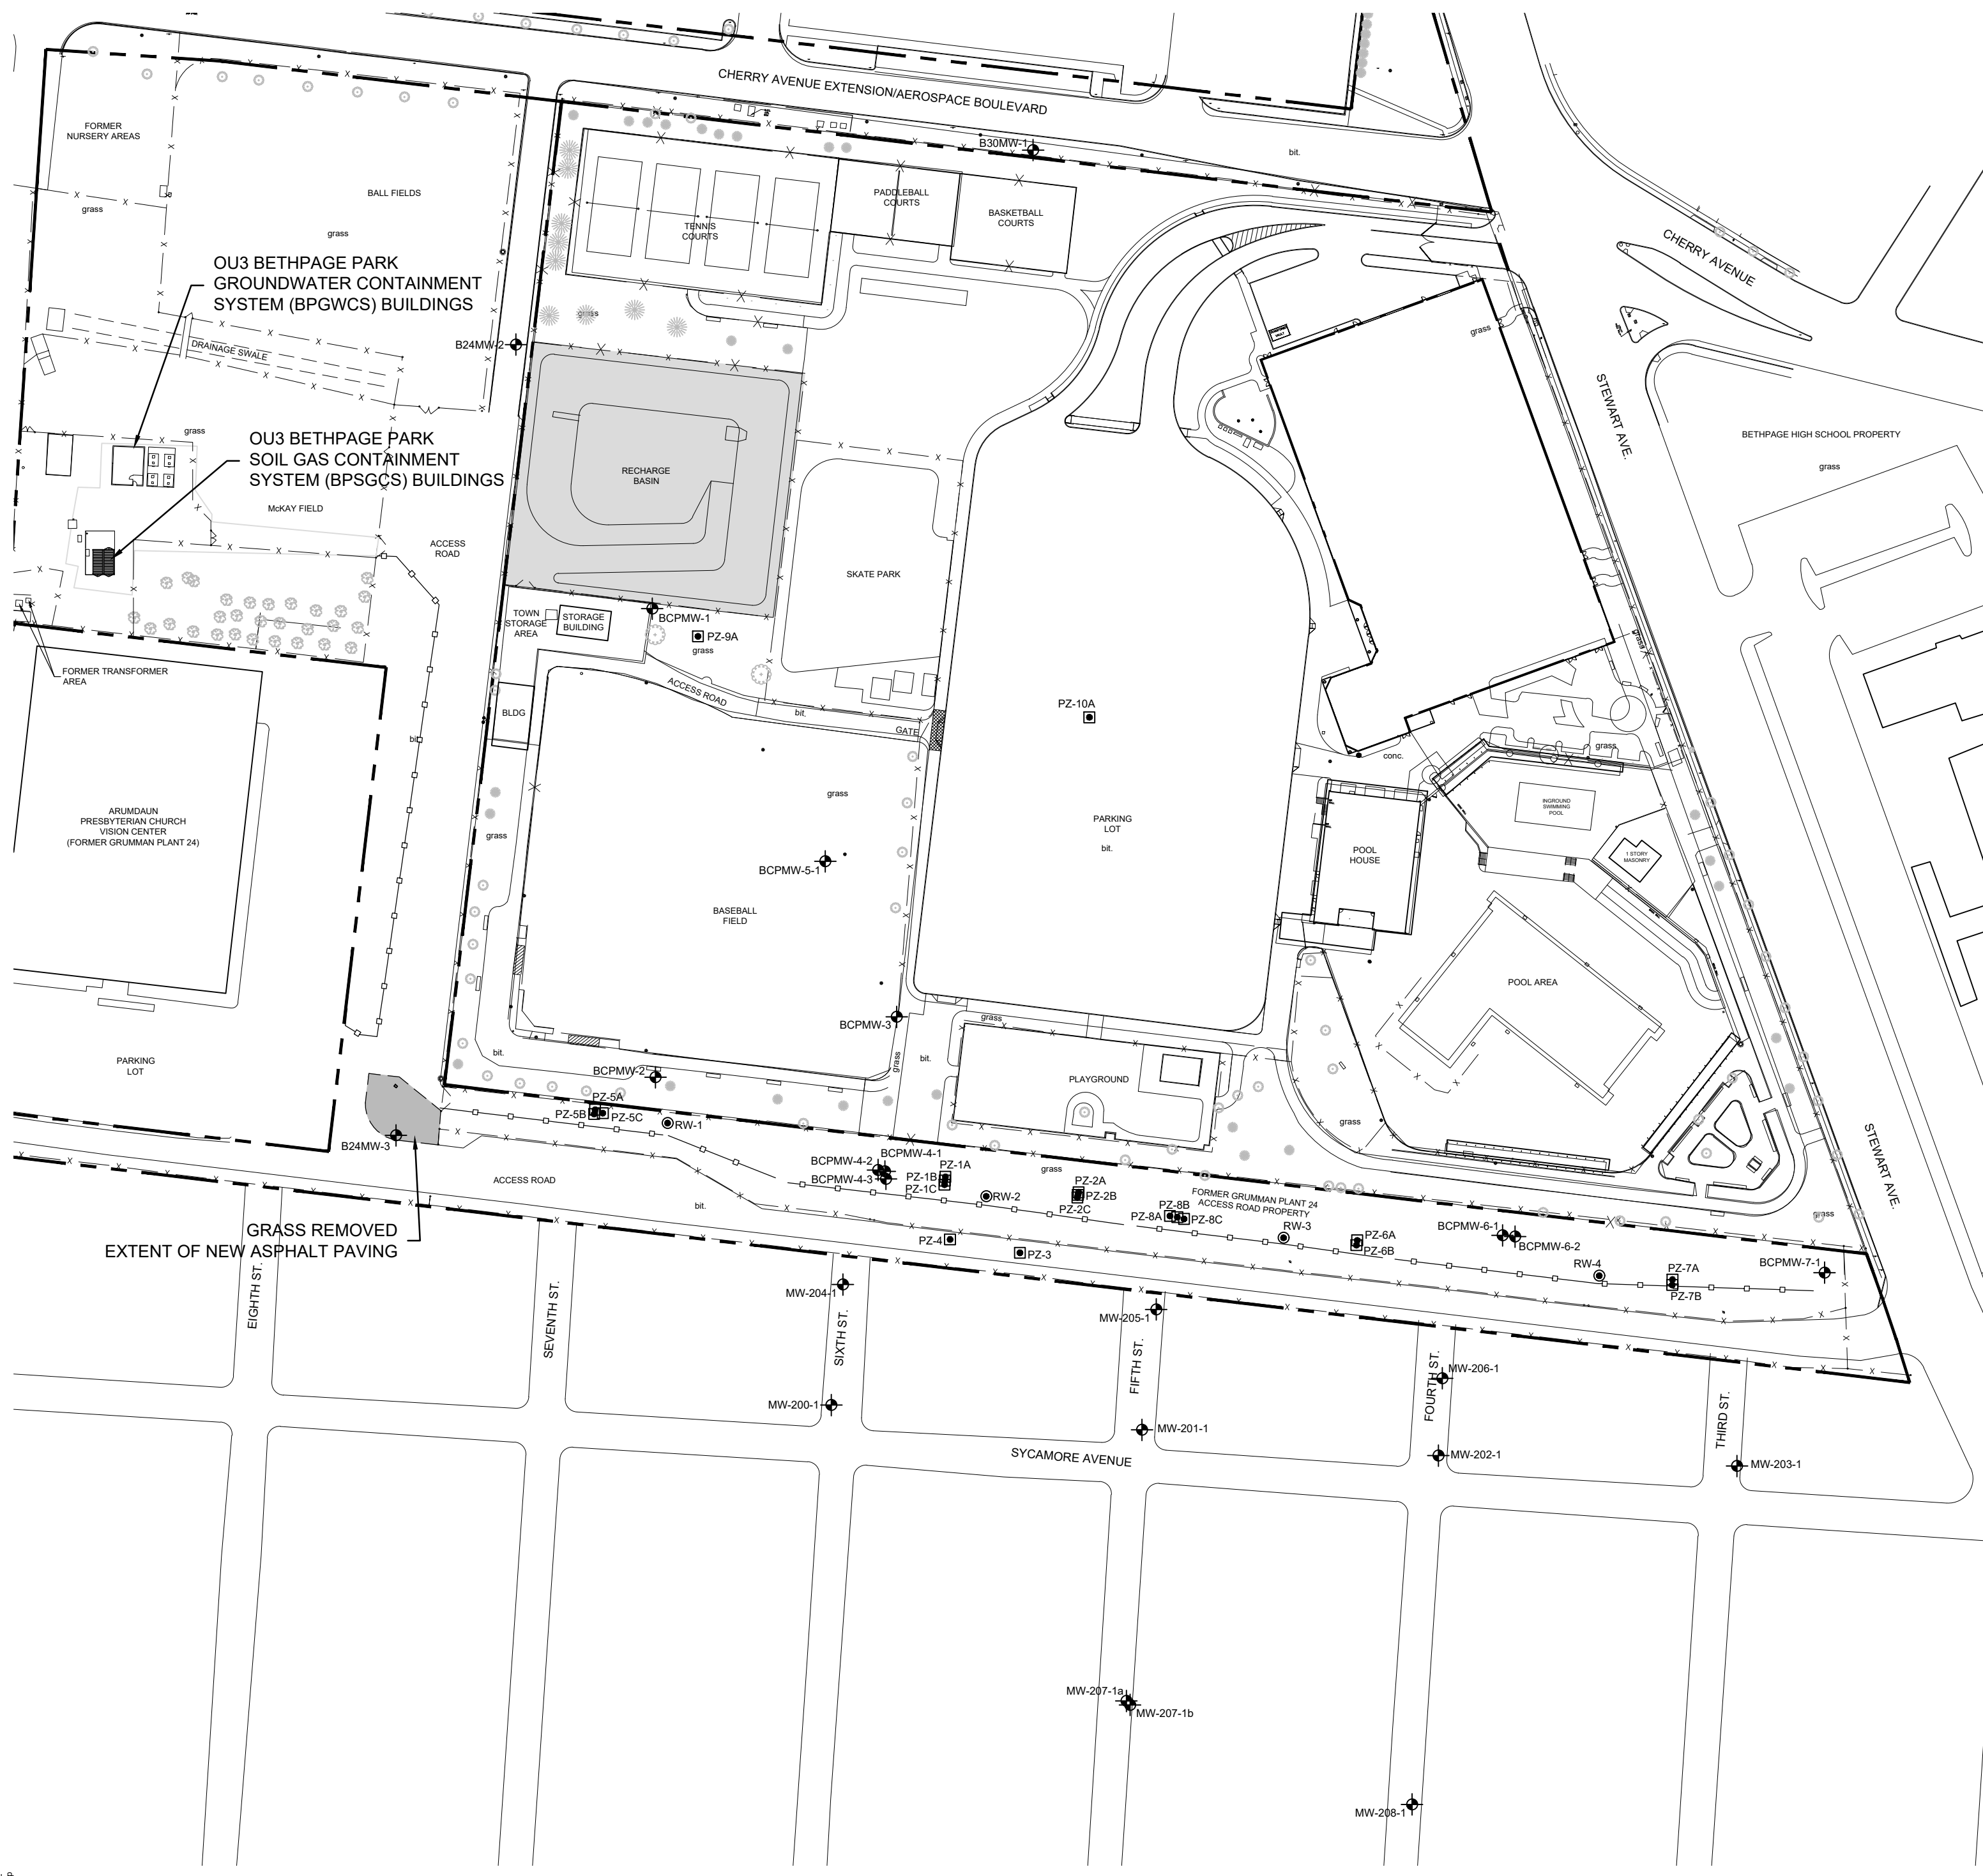 CHERRY AVENUE EXTENSION/AEROSPACE BOULEVARD
FORMER
NURSERY AREAS
B30MW-1
bit.
BALL FIELDS
PADDLEBALL
COURTS
grass
BASKETBALL
COURTS
TENNIS
COURTS
grass
CHERRY AVENUE
OU3 BETHPAGE PARK
GROUNDWATER CONTAINMENT
SYSTEM (BPGWCS) BUILDINGS
grass
grass
B24MW-2
DRAINAGE SWALE
STEWART AVE.
grass
OU3 BETHPAGE PARK
SOIL GAS CONTAINMENT
SYSTEM (BPSGCS) BUILDINGS
BETHPAGE HIGH SCHOOL PROPERTY
grass
RECHARGE
BASIN
McKAY FIELD
ACCESS
ROAD
SKATE PARK
TOWN
STORAGE
AREA
STORAGE
BUILDING
BCPMW-1
PZ-9A
grass
grass
FORMER TRANSFORMER
AREA
ACCESS ROAD
BLDG
bit.
GATE
PZ-10A
bit.
conc.
grass
grass
ARUMDAUN
PRESBYTERIAN CHURCH
VISION CENTER
(FORMER GRUMMAN PLANT 24)
INGROUND
SWIMMING
POOL
PARKING
LOT
bit.
grass
POOL
HOUSE
1 STORY
MASONRY
BCPMW-5-1
BASEBALL
FIELD
POOL AREA
BCPMW-3
grass
PARKING
LOT
bit.
grass
bit.
BCPMW-2
PLAYGROUND
PZ-5A
PZ-5B
PZ-5C
RW-1
grass
STEWART AVE.
B24MW-3
BCPMW-4-1
BCPMW-4-2
BCPMW-4-3
PZ-1A
PZ-1B
PZ-1C
grass
ACCESS ROAD
RW-2
PZ-2A
PZ-2B
PZ-2C
FORMER GRUMMAN PLANT 24
ACCESS ROAD PROPERTY
bit.
PZ-8B
PZ-8A
PZ-8C
grass
GRASS REMOVED
EXTENT OF NEW ASPHALT PAVING
PZ-4
PZ-3
RW-3
PZ-6A
PZ-6B
BCPMW-6-1
BCPMW-6-2
RW-4
PZ-7A
PZ-7B
BCPMW-7-1
MW-204-1
EIGHTH ST.
SEVENTH ST.
SIXTH ST.
MW-205-1
FIFTH ST.
MW-206-1
FOURTH ST.
THIRD ST.
MW-200-1
MW-201-1
SYCAMORE AVENUE
MW-202-1
MW-203-1
MW-207-1a
MW-207-1b
MW-208-1